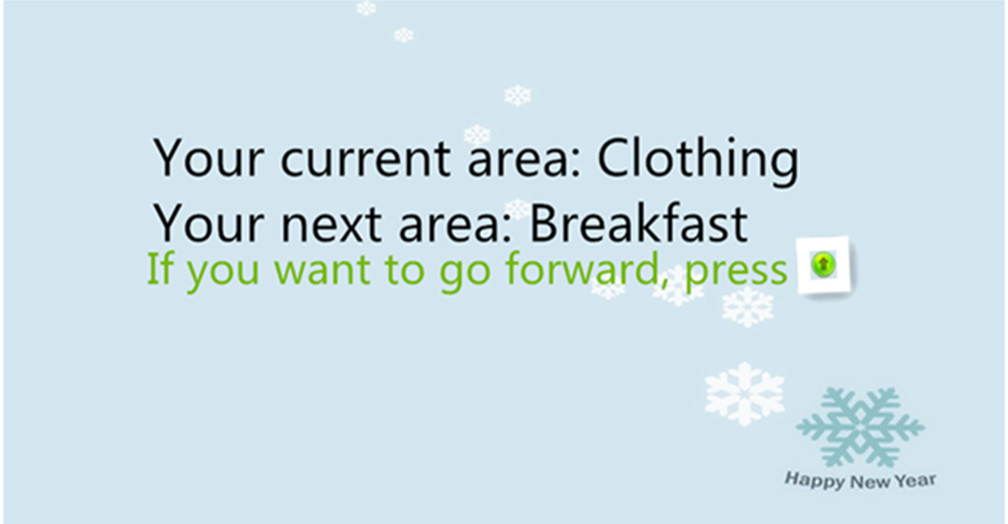 Your current area: Clothing
Your next area: Breakfast
If you want to go forward, press
Happy New Year